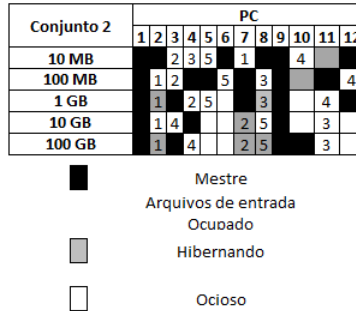 Conjunto 2 PC
1 2 3 4 5 6 7 8 9 10 11 12
10 MB 2 3 5 1 4
100 MB 1 2 5 3 4
1 GB 1 2 5 3 4
10 GB 1 4 2 5 3
100 GB 1 4 2 5 3
Mestre
Arquivos de entrada
Ocupado
Hibernando
Ocioso